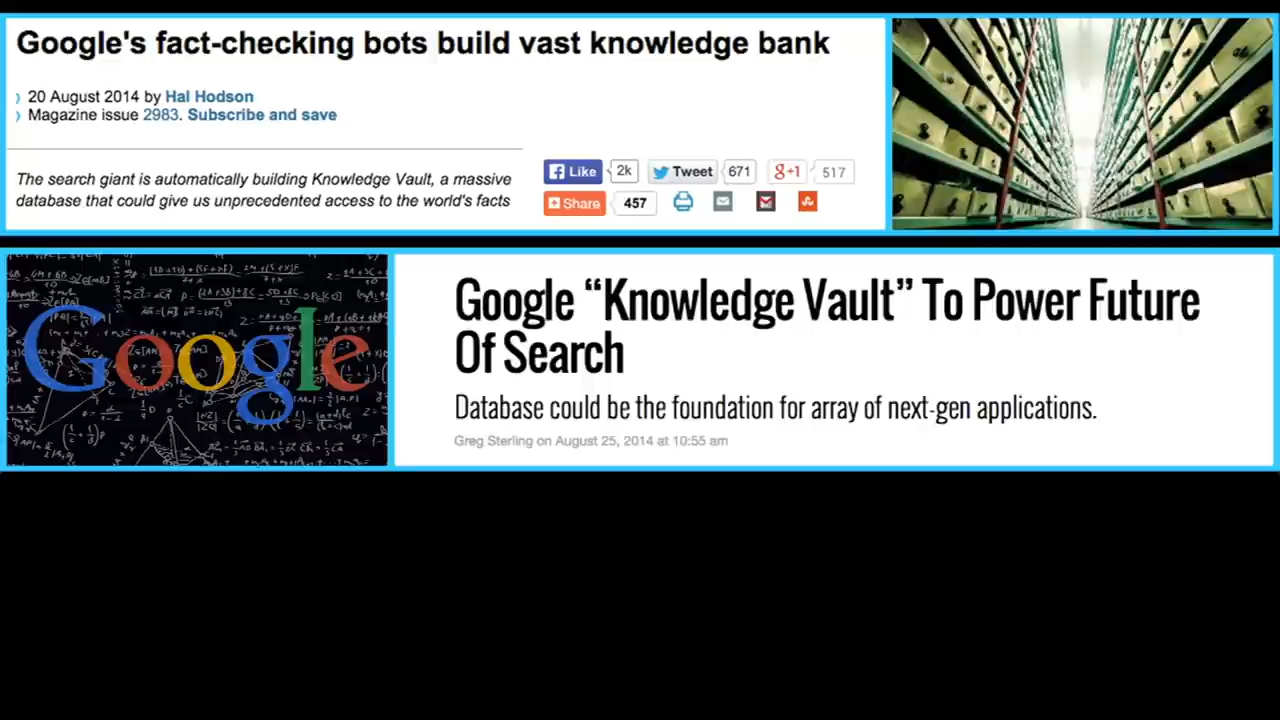 Google's fact-checking bots build vast knowledge bank
20 August 2014 by Hal Hodson
Magazine issue 2983. Subscribe and save
The search giant is automatically building Knowledge Vault, a massive
database that could give us unprecedented access to the world's facts
Like 2k Tweet 671 g+1 517
Share 457
Google
Google “Knowledge Vault” To Power Future
Of Search
Database could be the foundation for array of next-gen applications.
Greg Sterling on August 25, 2014 at 10:55 am